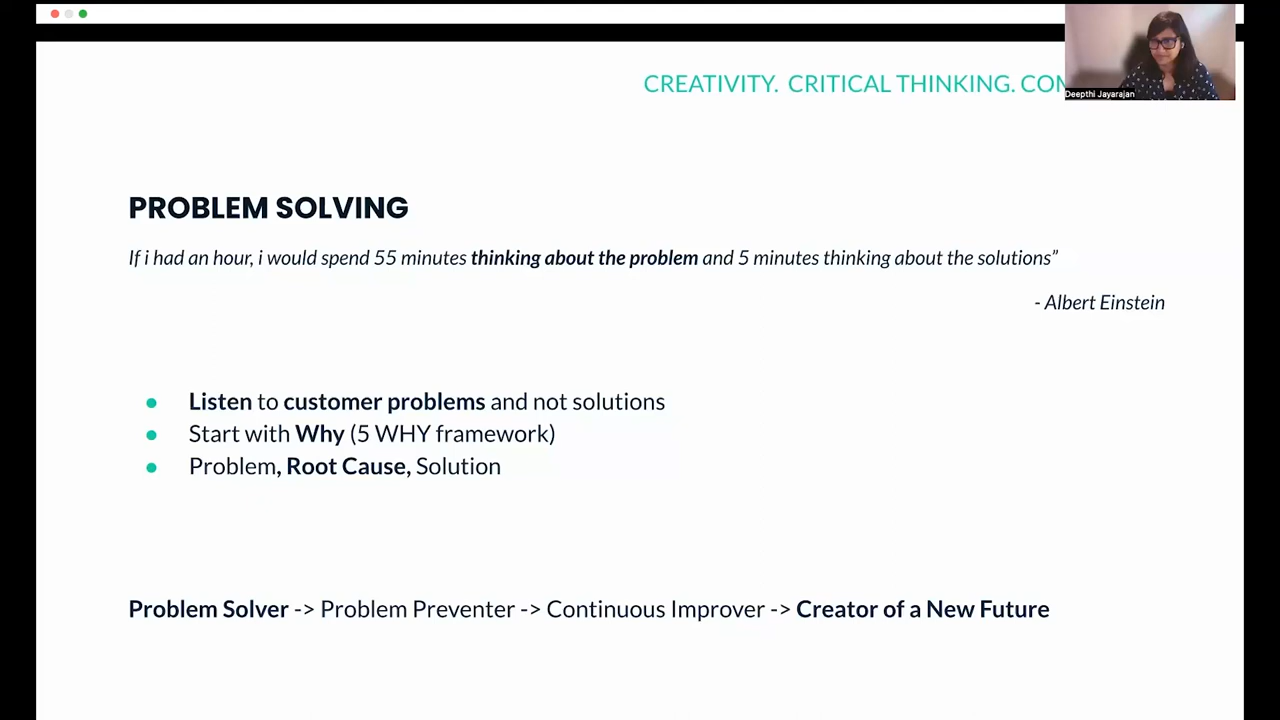 CREATIVITY. CRITICAL THINKING. COM
Deepthi Jayarajan
PROBLEM SOLVING
If i had an hour, i would spend 55 minutes thinking about the problem and 5 minutes thinking about the solutions”
- Albert Einstein
● Listen to customer problems and not solutions
● Start with Why (5 WHY framework)
● Problem, Root Cause, Solution
Problem Solver -> Problem Preventer -> Continuous Improver -> Creator of a New Future